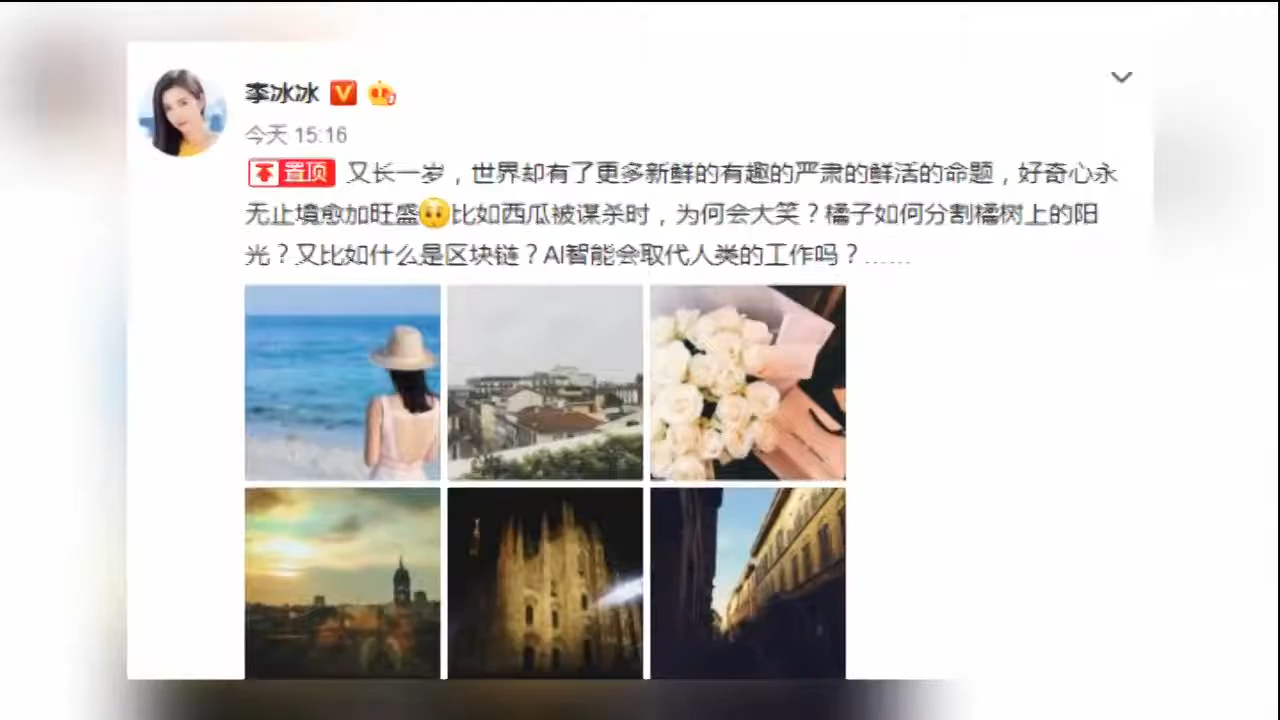 李冰冰
今天 15:16
置顶 又长一岁，世界却有了更多新鲜的有趣的严肃的鲜活的命题，好奇心永
无止境愈加旺盛比如西瓜被谋杀时，为何会大笑？橘子如何分割橘树上的阳
光？又比如什么是区块链？AI智能会取代人类的工作吗？……